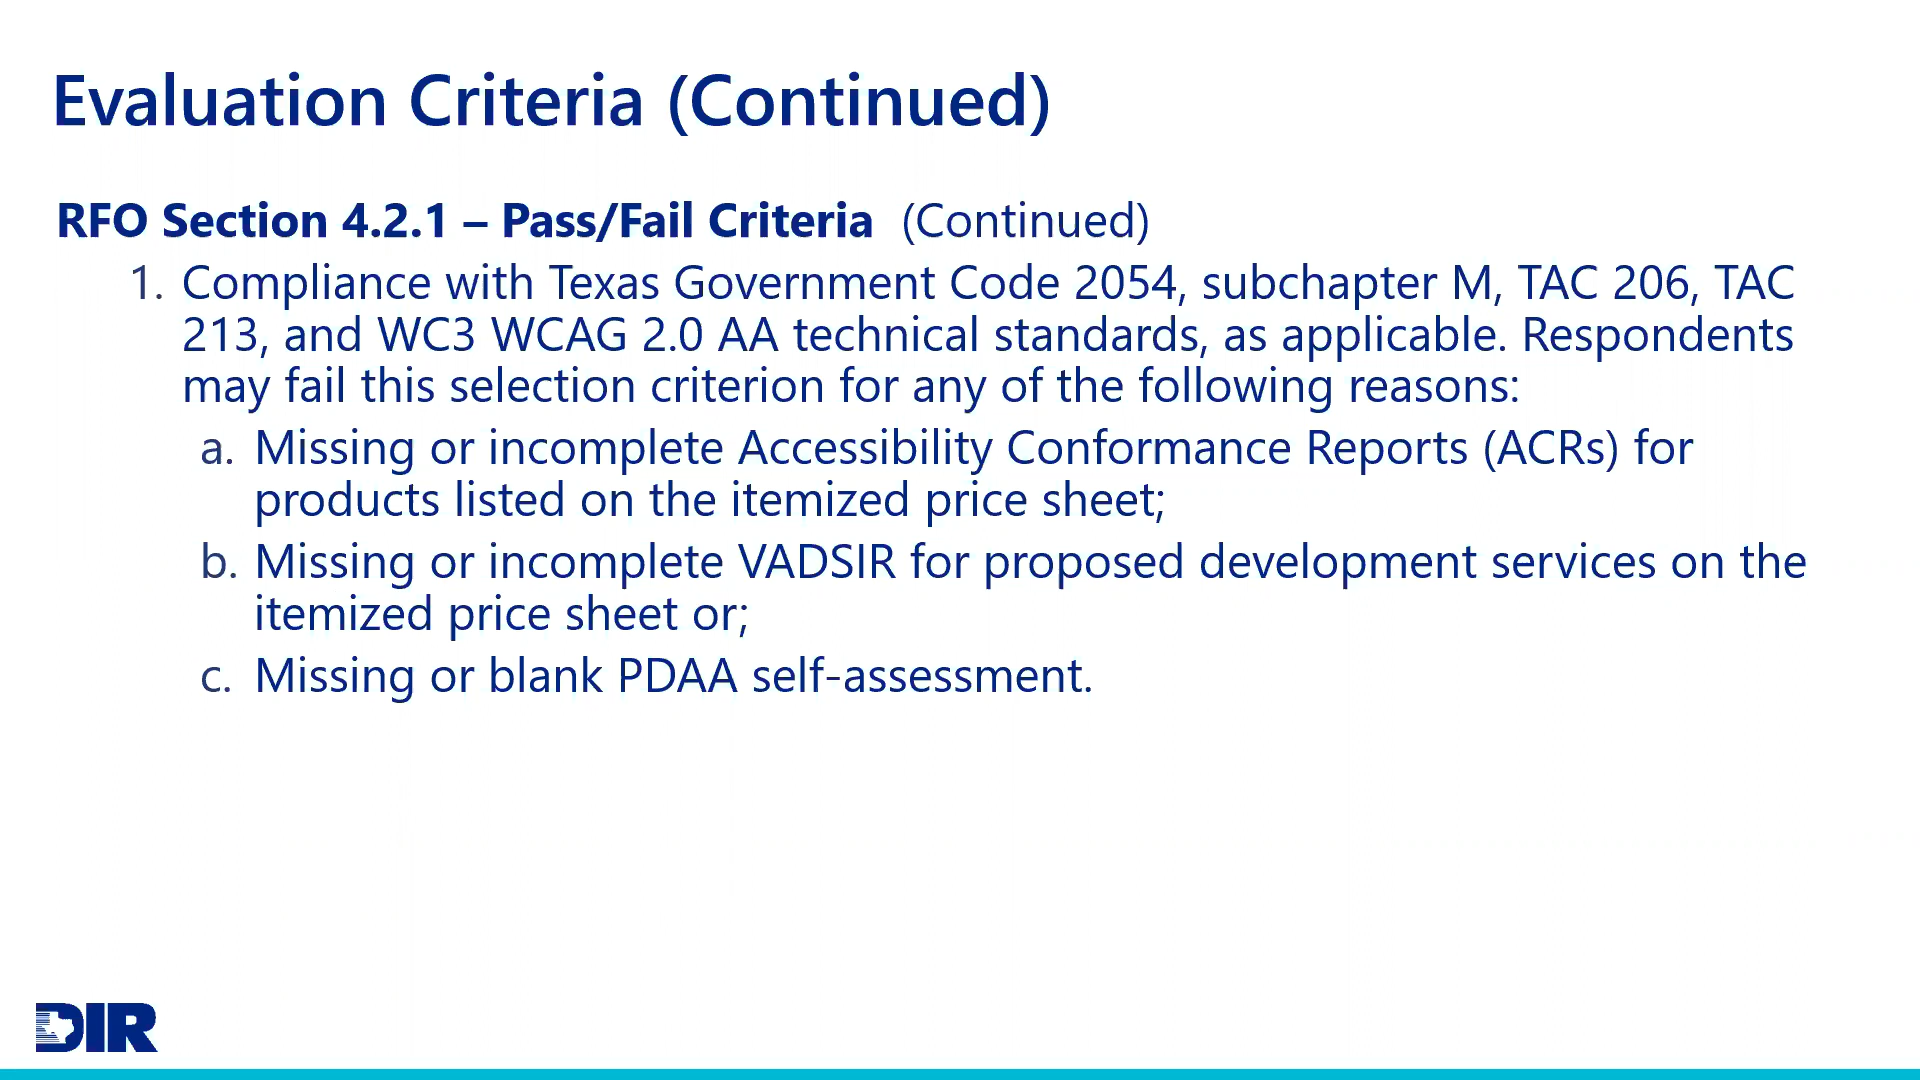 Evaluation Criteria (Continued)
RFO Section 4.2.1 – Pass/Fail Criteria (Continued)
1. Compliance with Texas Government Code 2054, subchapter M, TAC 206, TAC
213, and WC3 WCAG 2.0 AA technical standards, as applicable. Respondents
may fail this selection criterion for any of the following reasons:
a. Missing or incomplete Accessibility Conformance Reports (ACRs) for
products listed on the itemized price sheet;
b. Missing or incomplete VADSIR for proposed development services on the
itemized price sheet or;
c. Missing or blank PDAA self-assessment.
DIR